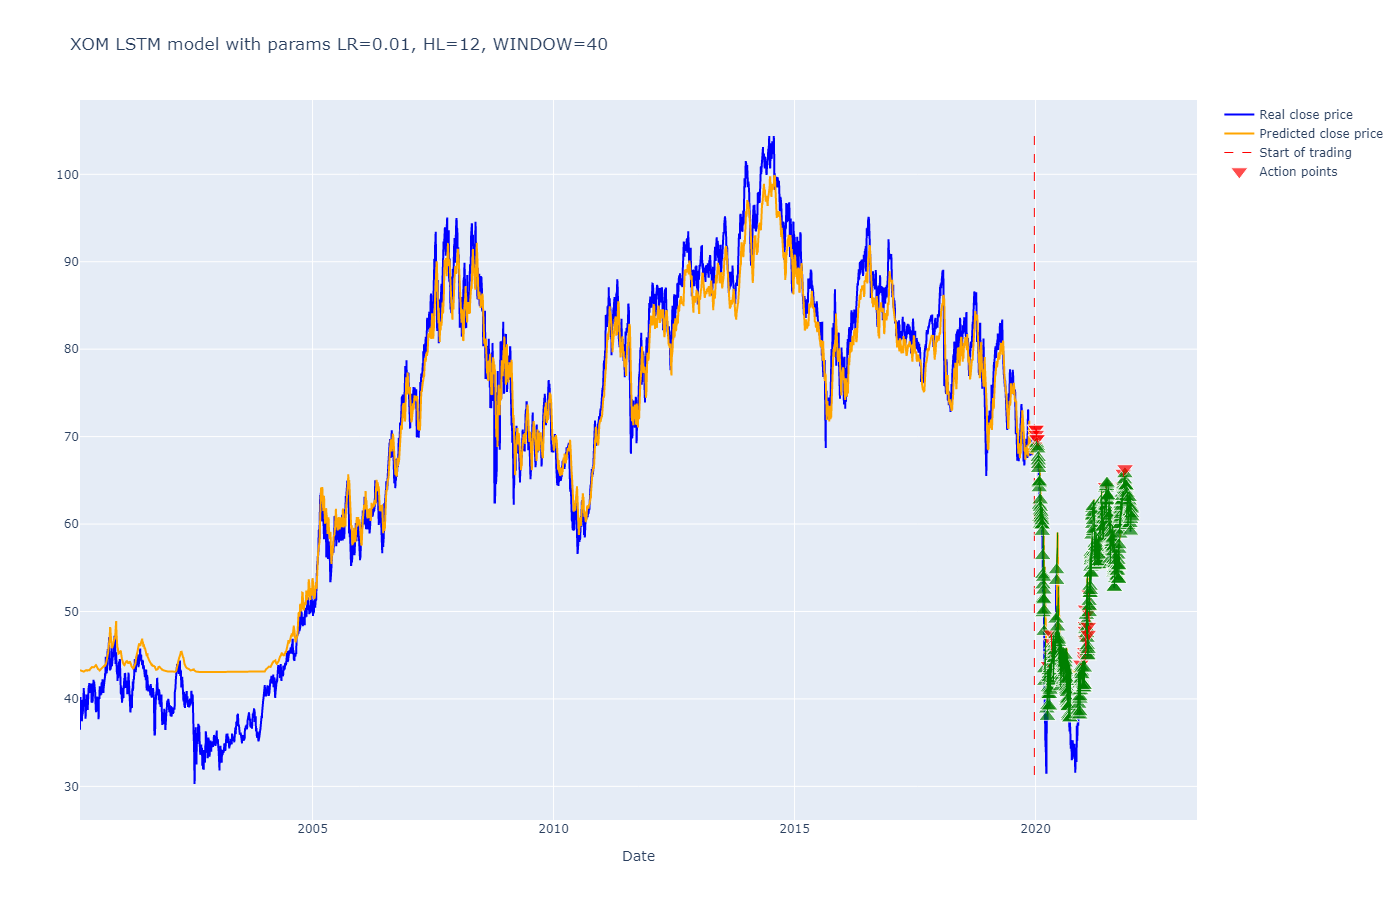 XOM LSTM model with params LR=0.01, HL=12, WINDOW=40
Real close price
Predicted close price
Start of trading
Action points
100
90
80
70
60
50
40
30
2005
2010
2015
2020
Date